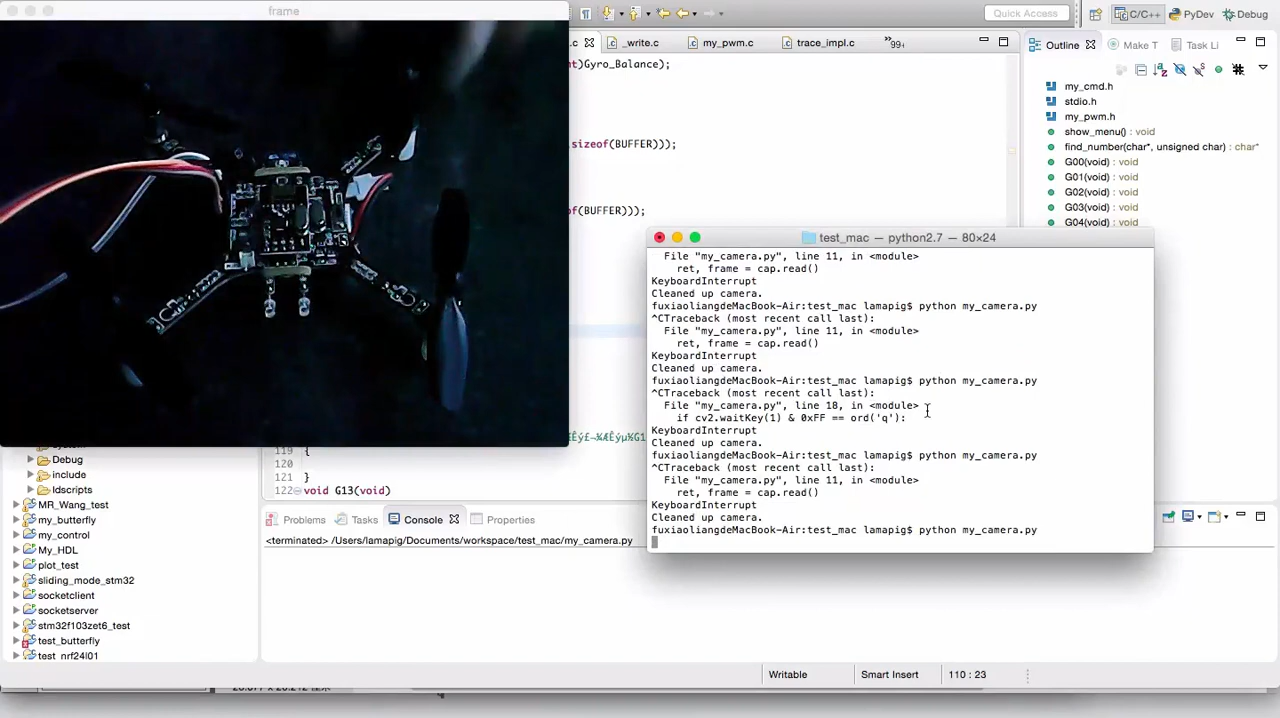 frame
Quick Access
C/C++
PyDev
Debug
.c
_write.c
my_pwm.c
trace_impl.c
99+
Outline
Make T
Task Li
t)Gyro_Balance);
sizeof(BUFFER)));
of(BUFFER)));
my_cmd.h
stdio.h
my_pwm.h
show_menu() : void
find_number(char*, unsigned char) : char*
G00(void) : void
G01(void) : void
G02(void) : void
G03(void) : void
G04(void) : void
test_mac — python2.7 — 80×24
File "my_camera.py", line 11, in <module>
ret, frame = cap.read()
KeyboardInterrupt
Cleaned up camera.
fuxiaoliangdeMacBook-Air:test_mac lamapig$ python my_camera.py
^CTraceback (most recent call last):
File "my_camera.py", line 11, in <module>
ret, frame = cap.read()
KeyboardInterrupt
Cleaned up camera.
fuxiaoliangdeMacBook-Air:test_mac lamapig$ python my_camera.py
^CTraceback (most recent call last):
File "my_camera.py", line 18, in <module>
if cv2.waitKey(1) & 0xFF == ord('q'):
KeyboardInterrupt
Cleaned up camera.
fuxiaoliangdeMacBook-Air:test_mac lamapig$ python my_camera.py
^CTraceback (most recent call last):
File "my_camera.py", line 11, in <module>
ret, frame = cap.read()
KeyboardInterrupt
Cleaned up camera.
fuxiaoliangdeMacBook-Air:test_mac lamapig$ python my_camera.py
119 {
120
121 }
122 void G13(void)
Debug
include
ldscripts
MR_Wang_test
my_butterfly
my_control
My_HDL
plot_test
sliding_mode_stm32
socketclient
socketserver
stm32f103zet6_test
test_butterfly
test_nrf24l01
Problems
Tasks
Console
Properties
<terminated> /Users/lamapig/Documents/workspace/test_mac/my_camera.py
Writable
Smart Insert
110 : 23